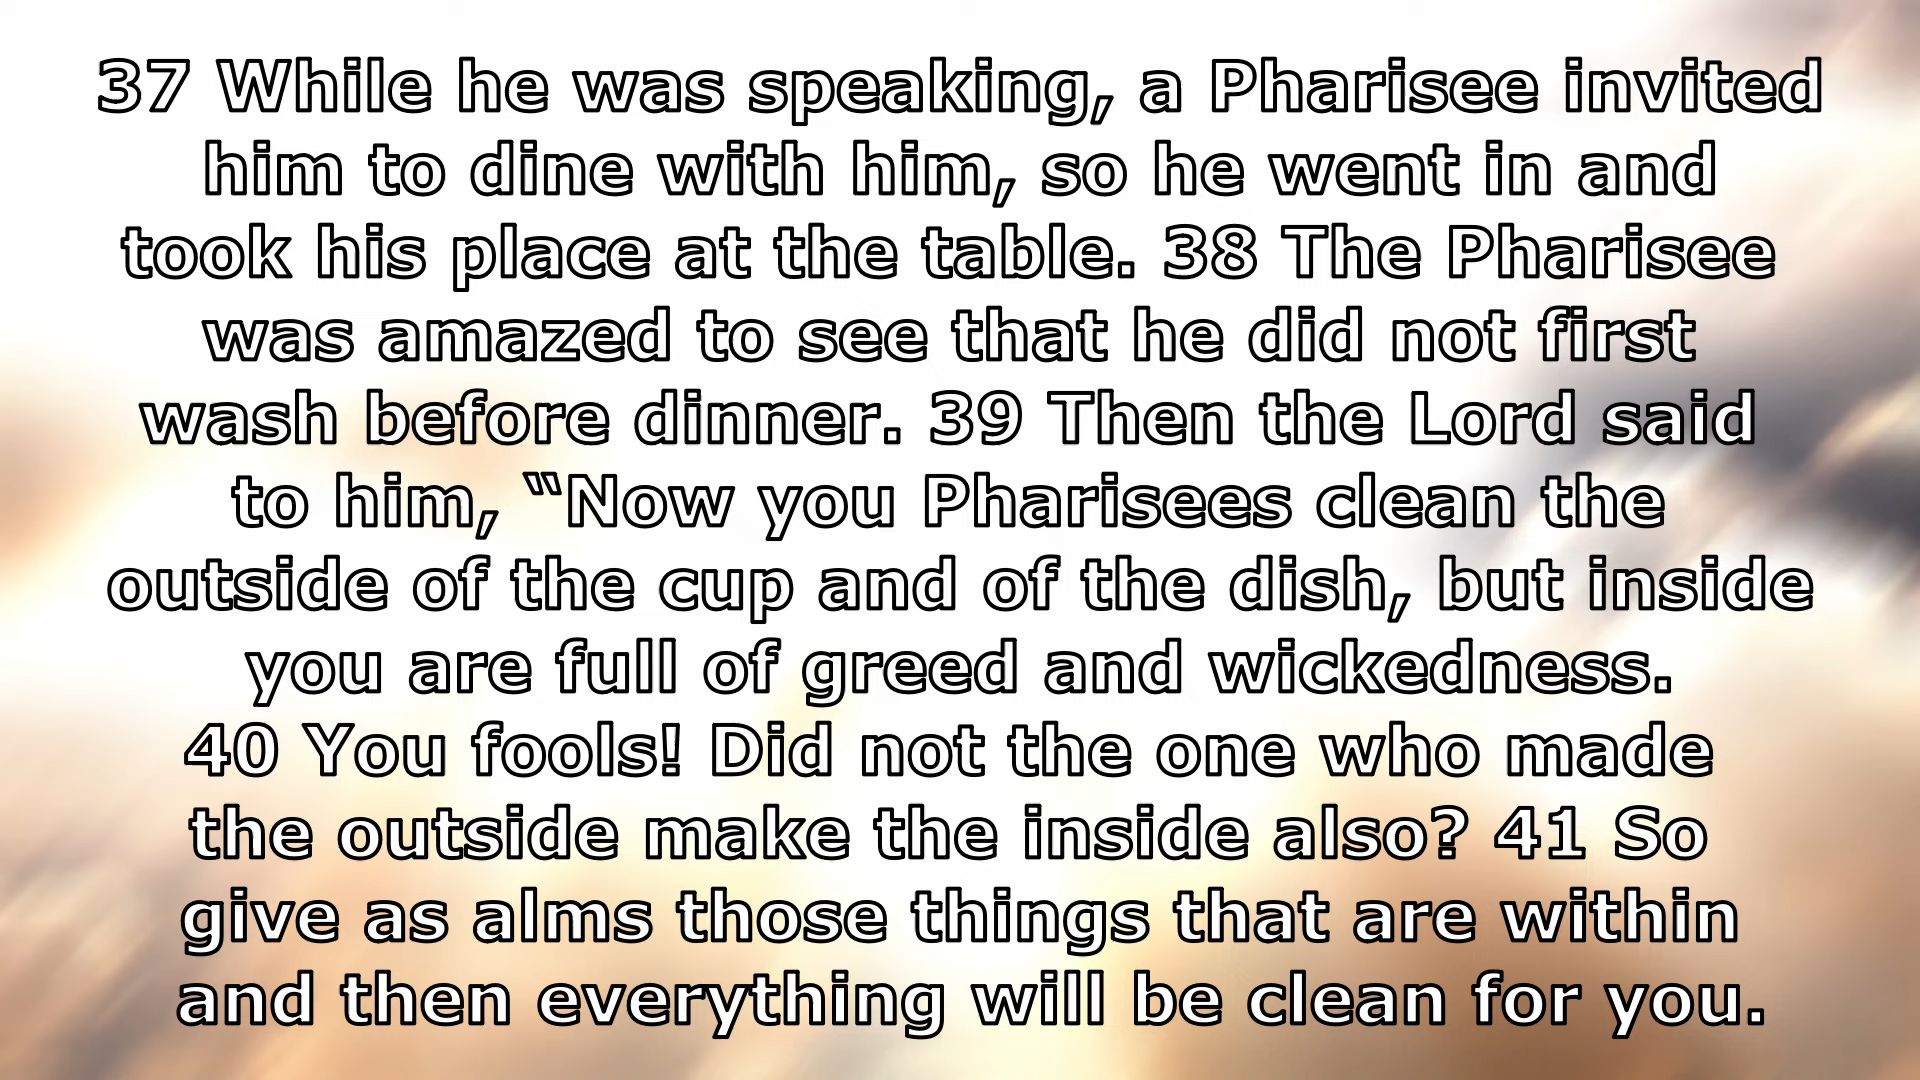 37 While he was speaking, a Pharisee invited
him to dine with him, so he went in and
took his place at the table. 38 The Pharisee
was amazed to see that he did not first
wash before dinner. 39 Then the Lord said
to him, “Now you Pharisees clean the
outside of the cup and of the dish, but inside
you are full of greed and wickedness.
40 You fools! Did not the one who made
the outside make the inside also? 41 So
give as alms those things that are within
and then everything will be clean for you.